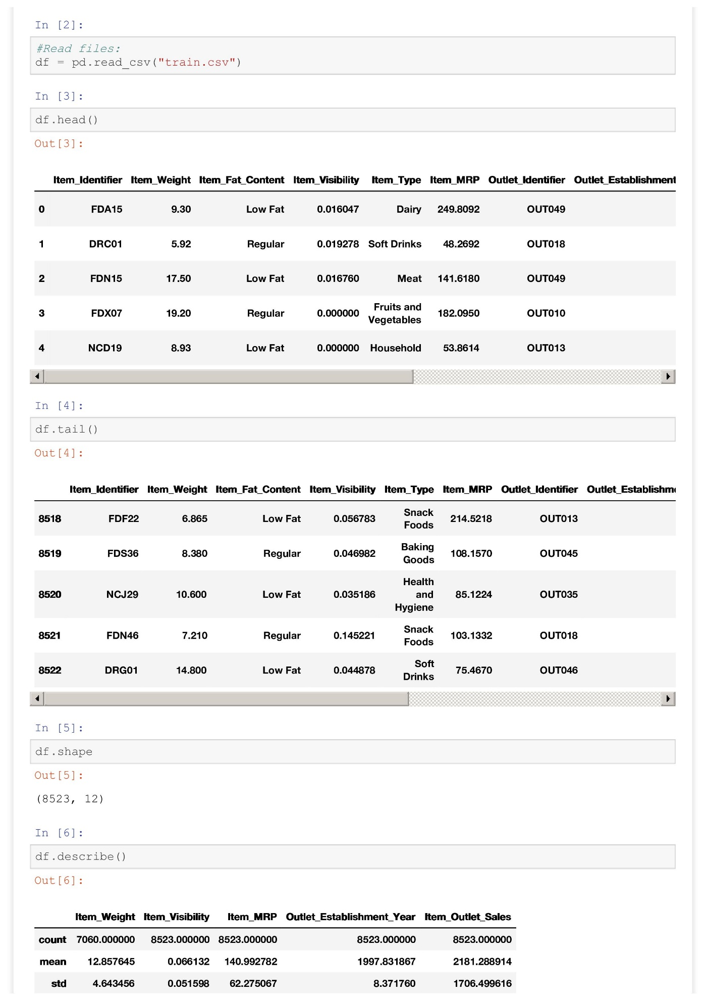 In [2]:
#Read files:
df = pd.read_csv("train.csv")
In [3]:
df.head()
Out[3]:
Item_Identifier Item_Weight Item_Fat_Content Item_Visibility Item_Type Item_MRP Outlet_Identifier Outlet_Establishment
0 FDA15 9.30 Low Fat 0.016047 Dairy 249.8092 OUT049
1 DRC01 5.92 Regular 0.019278 Soft Drinks 48.2692 OUT018
2 FDN15 17.50 Low Fat 0.016760 Meat 141.6180 OUT049
3 FDX07 19.20 Regular 0.000000 Fruits and Vegetables 182.0950 OUT010
4 NCD19 8.93 Low Fat 0.000000 Household 53.8614 OUT013
In [4]:
df.tail()
Out[4]:
Item_Identifier Item_Weight Item_Fat_Content Item_Visibility Item_Type Item_MRP Outlet_Identifier Outlet_Establishm
8518 FDF22 6.865 Low Fat 0.056783 Snack Foods 214.5218 OUT013
8519 FDS36 8.380 Regular 0.046982 Baking Goods 108.1570 OUT045
8520 NCJ29 10.600 Low Fat 0.035186 Health and Hygiene 85.1224 OUT035
8521 FDN46 7.210 Regular 0.145221 Snack Foods 103.1332 OUT018
8522 DRG01 14.800 Low Fat 0.044878 Soft Drinks 75.4670 OUT046
In [5]:
df.shape
Out[5]:
(8523, 12)
In [6]:
df.describe()
Out[6]:
Item_Weight Item_Visibility Item_MRP Outlet_Establishment_Year Item_Outlet_Sales
count 7060.000000 8523.000000 8523.000000 8523.000000 8523.000000
mean 12.857645 0.066132 140.992782 1997.831867 2181.288914
std 4.643456 0.051598 62.275067 8.371760 1706.499616